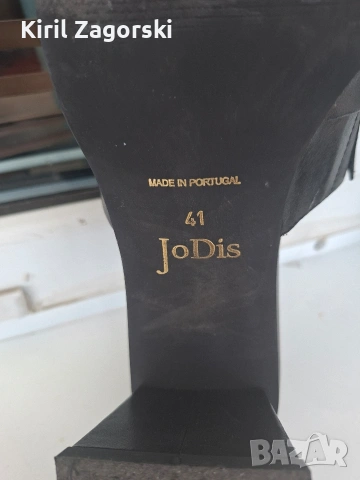 Kiril Zagorski
MADE IN PORTUGAL
41
JoDis
BAZAR